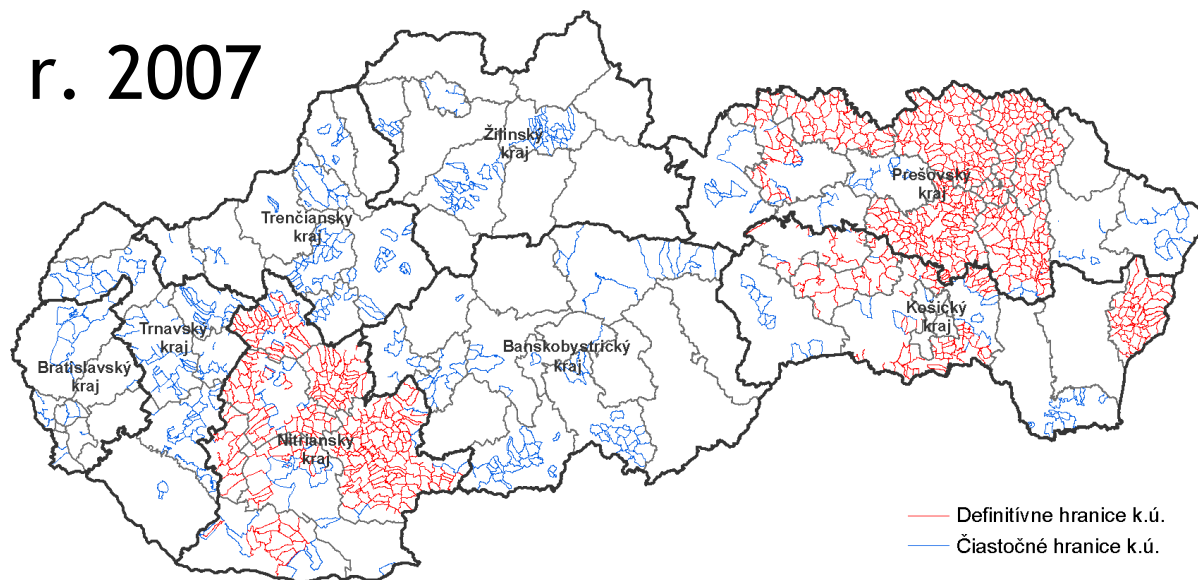 r. 2007
Žilinský
kraj
Prešovský
kraj
Trenčiansky
kraj
Košický
kraj
Trnavský
kraj
Banskobystrický
kraj
Bratislavský
kraj
Nitriansky
kraj
Definitívne hranice k.ú.
Čiastočné hranice k.ú.